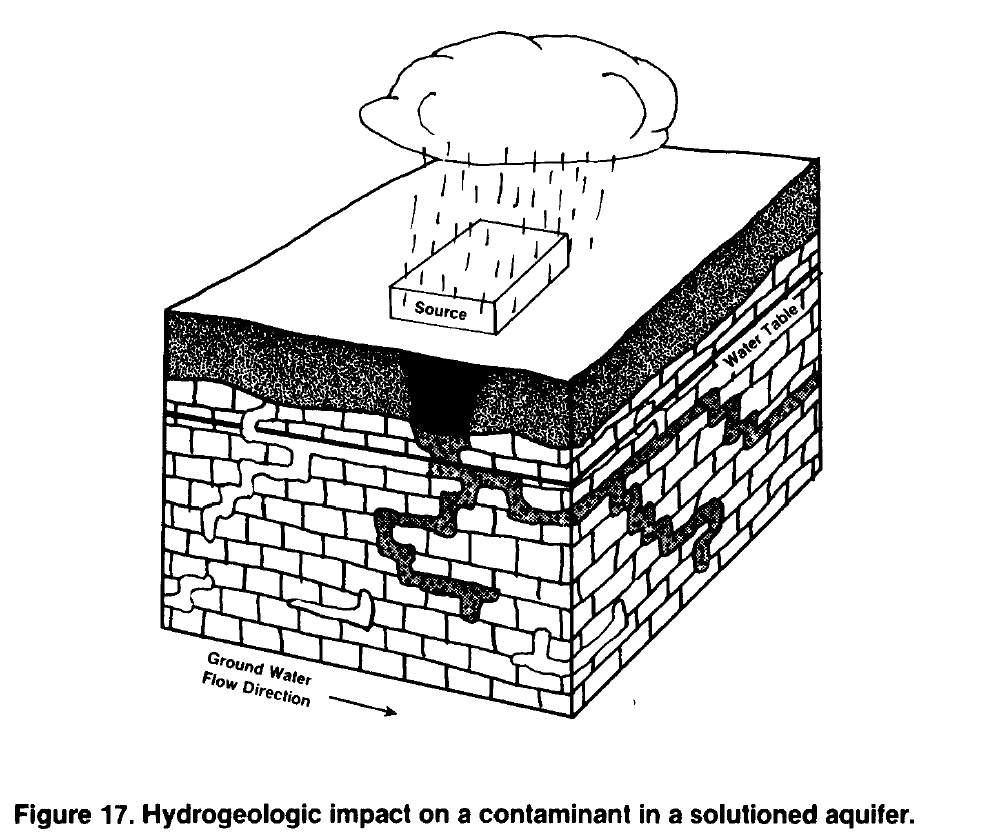 Source
Water Table
Ground Water
Flow Direction
Figure 17. Hydrogeologic impact on a contaminant in a solutioned aquifer.